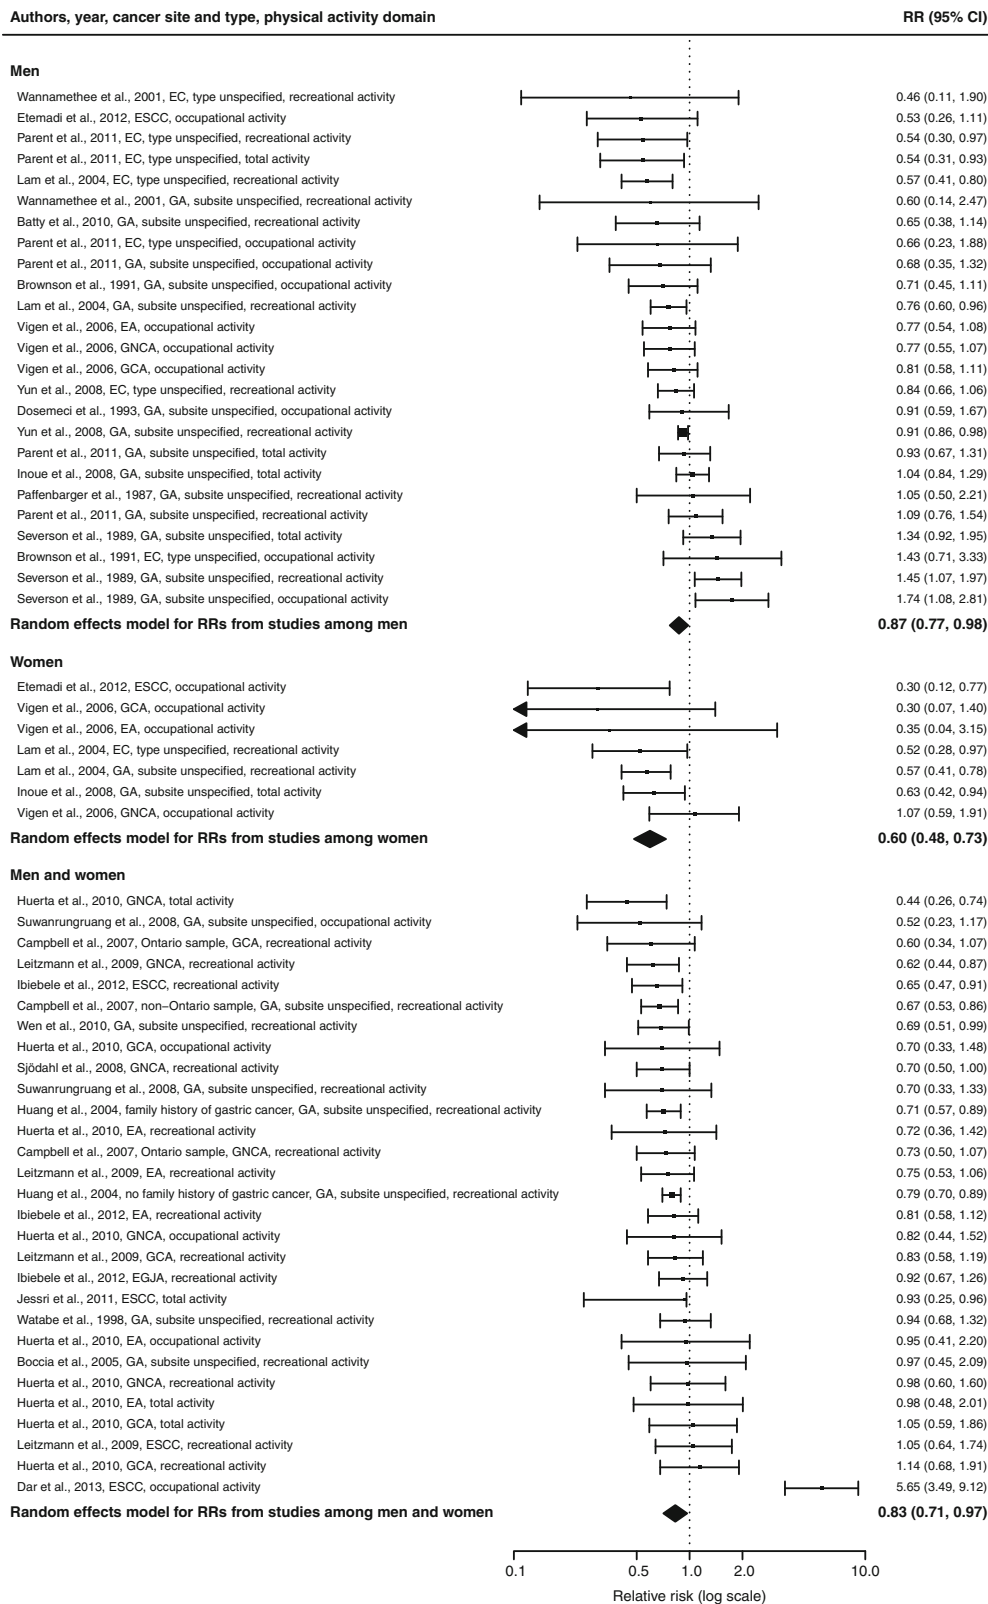 Authors, year, cancer site and type, physical activity domain RR (95% CI)
Men
Wannamethee et al., 2001, EC, type unspecified, recreational activity 0.46 (0.11, 1.90)
Etemadi et al., 2012, ESCC, occupational activity 0.53 (0.26, 1.11)
Parent et al., 2011, EC, type unspecified, recreational activity 0.54 (0.30, 0.97)
Parent et al., 2011, EC, type unspecified, total activity 0.54 (0.31, 0.93)
Lam et al., 2004, EC, type unspecified, recreational activity 0.57 (0.41, 0.80)
Wannamethee et al., 2001, GA, subsite unspecified, recreational activity 0.60 (0.14, 2.47)
Batty et al., 2010, GA, subsite unspecified, recreational activity 0.65 (0.38, 1.14)
Parent et al., 2011, EC, type unspecified, occupational activity 0.66 (0.23, 1.88)
Parent et al., 2011, GA, subsite unspecified, occupational activity 0.68 (0.35, 1.32)
Brownson et al., 1991, GA, subsite unspecified, occupational activity 0.71 (0.45, 1.11)
Lam et al., 2004, GA, subsite unspecified, recreational activity 0.76 (0.60, 0.96)
Vigen et al., 2006, EA, occupational activity 0.77 (0.54, 1.08)
Vigen et al., 2006, GNCA, occupational activity 0.77 (0.55, 1.07)
Vigen et al., 2006, GCA, occupational activity 0.81 (0.58, 1.11)
Yun et al., 2008, EC, type unspecified, recreational activity 0.84 (0.66, 1.06)
Dosemeci et al., 1993, GA, subsite unspecified, occupational activity 0.91 (0.59, 1.67)
Yun et al., 2008, GA, subsite unspecified, recreational activity 0.91 (0.86, 0.98)
Parent et al., 2011, GA, subsite unspecified, total activity 0.93 (0.67, 1.31)
Inoue et al., 2008, GA, subsite unspecified, total activity 1.04 (0.84, 1.29)
Paffenbarger et al., 1987, GA, subsite unspecified, recreational activity 1.05 (0.50, 2.21)
Parent et al., 2011, GA, subsite unspecified, recreational activity 1.09 (0.76, 1.54)
Severson et al., 1989, GA, subsite unspecified, total activity 1.34 (0.92, 1.95)
Brownson et al., 1991, EC, type unspecified, occupational activity 1.43 (0.71, 3.33)
Severson et al., 1989, GA, subsite unspecified, recreational activity 1.45 (1.07, 1.97)
Severson et al., 1989, GA, subsite unspecified, occupational activity 1.74 (1.08, 2.81)
Random effects model for RRs from studies among men 0.87 (0.77, 0.98)
Women
Etemadi et al., 2012, ESCC, occupational activity 0.30 (0.12, 0.77)
Vigen et al., 2006, GCA, occupational activity 0.30 (0.07, 1.40)
Vigen et al., 2006, EA, occupational activity 0.35 (0.04, 3.15)
Lam et al., 2004, EC, type unspecified, recreational activity 0.52 (0.28, 0.97)
Lam et al., 2004, GA, subsite unspecified, recreational activity 0.57 (0.41, 0.78)
Inoue et al., 2008, GA, subsite unspecified, total activity 0.63 (0.42, 0.94)
Vigen et al., 2006, GNCA, occupational activity 1.07 (0.59, 1.91)
Random effects model for RRs from studies among women 0.60 (0.48, 0.73)
Men and women
Huerta et al., 2010, GNCA, total activity 0.44 (0.26, 0.74)
Suwanrungruang et al., 2008, GA, subsite unspecified, occupational activity 0.52 (0.23, 1.17)
Campbell et al., 2007, Ontario sample, GCA, recreational activity 0.60 (0.34, 1.07)
Leitzmann et al., 2009, GNCA, recreational activity 0.62 (0.44, 0.87)
Ibiebele et al., 2012, ESCC, recreational activity 0.65 (0.47, 0.91)
Campbell et al., 2007, non−Ontario sample, GA, subsite unspecified, recreational activity 0.67 (0.53, 0.86)
Wen et al., 2010, GA, subsite unspecified, recreational activity 0.69 (0.51, 0.99)
Huerta et al., 2010, GCA, occupational activity 0.70 (0.33, 1.48)
Sjödahl et al., 2008, GNCA, recreational activity 0.70 (0.50, 1.00)
Suwanrungruang et al., 2008, GA, subsite unspecified, recreational activity 0.70 (0.33, 1.33)
Huang et al., 2004, family history of gastric cancer, GA, subsite unspecified, recreational activity 0.71 (0.57, 0.89)
Huerta et al., 2010, EA, recreational activity 0.72 (0.36, 1.42)
Campbell et al., 2007, Ontario sample, GNCA, recreational activity 0.73 (0.50, 1.07)
Leitzmann et al., 2009, EA, recreational activity 0.75 (0.53, 1.06)
Huang et al., 2004, no family history of gastric cancer, GA, subsite unspecified, recreational activity 0.79 (0.70, 0.89)
Ibiebele et al., 2012, EA, recreational activity 0.81 (0.58, 1.12)
Huerta et al., 2010, GNCA, occupational activity 0.82 (0.44, 1.52)
Leitzmann et al., 2009, GCA, recreational activity 0.83 (0.58, 1.19)
Ibiebele et al., 2012, EGJA, recreational activity 0.92 (0.67, 1.26)
Jessri et al., 2011, ESCC, total activity 0.93 (0.25, 0.96)
Watabe et al., 1998, GA, subsite unspecified, recreational activity 0.94 (0.68, 1.32)
Huerta et al., 2010, EA, occupational activity 0.95 (0.41, 2.20)
Boccia et al., 2005, GA, subsite unspecified, recreational activity 0.97 (0.45, 2.09)
Huerta et al., 2010, GNCA, recreational activity 0.98 (0.60, 1.60)
Huerta et al., 2010, EA, total activity 0.98 (0.48, 2.01)
Huerta et al., 2010, GCA, total activity 1.05 (0.59, 1.86)
Leitzmann et al., 2009, ESCC, recreational activity 1.05 (0.64, 1.74)
Huerta et al., 2010, GCA, recreational activity 1.14 (0.68, 1.91)
Dar et al., 2013, ESCC, occupational activity 5.65 (3.49, 9.12)
Random effects model for RRs from studies among men and women 0.83 (0.71, 0.97)
0.1 0.5 1.0 2.0 10.0
Relative risk (log scale)